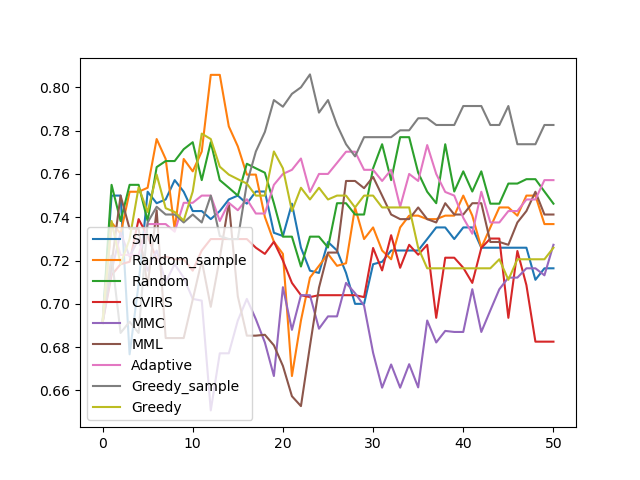 0.80
0.78
0.76
0.74
0.72
0.70
0.68
0.66
STM
Random_sample
Random
CVIRS
MMC
MML
Adaptive
Greedy_sample
Greedy
0 10 20 30 40 50